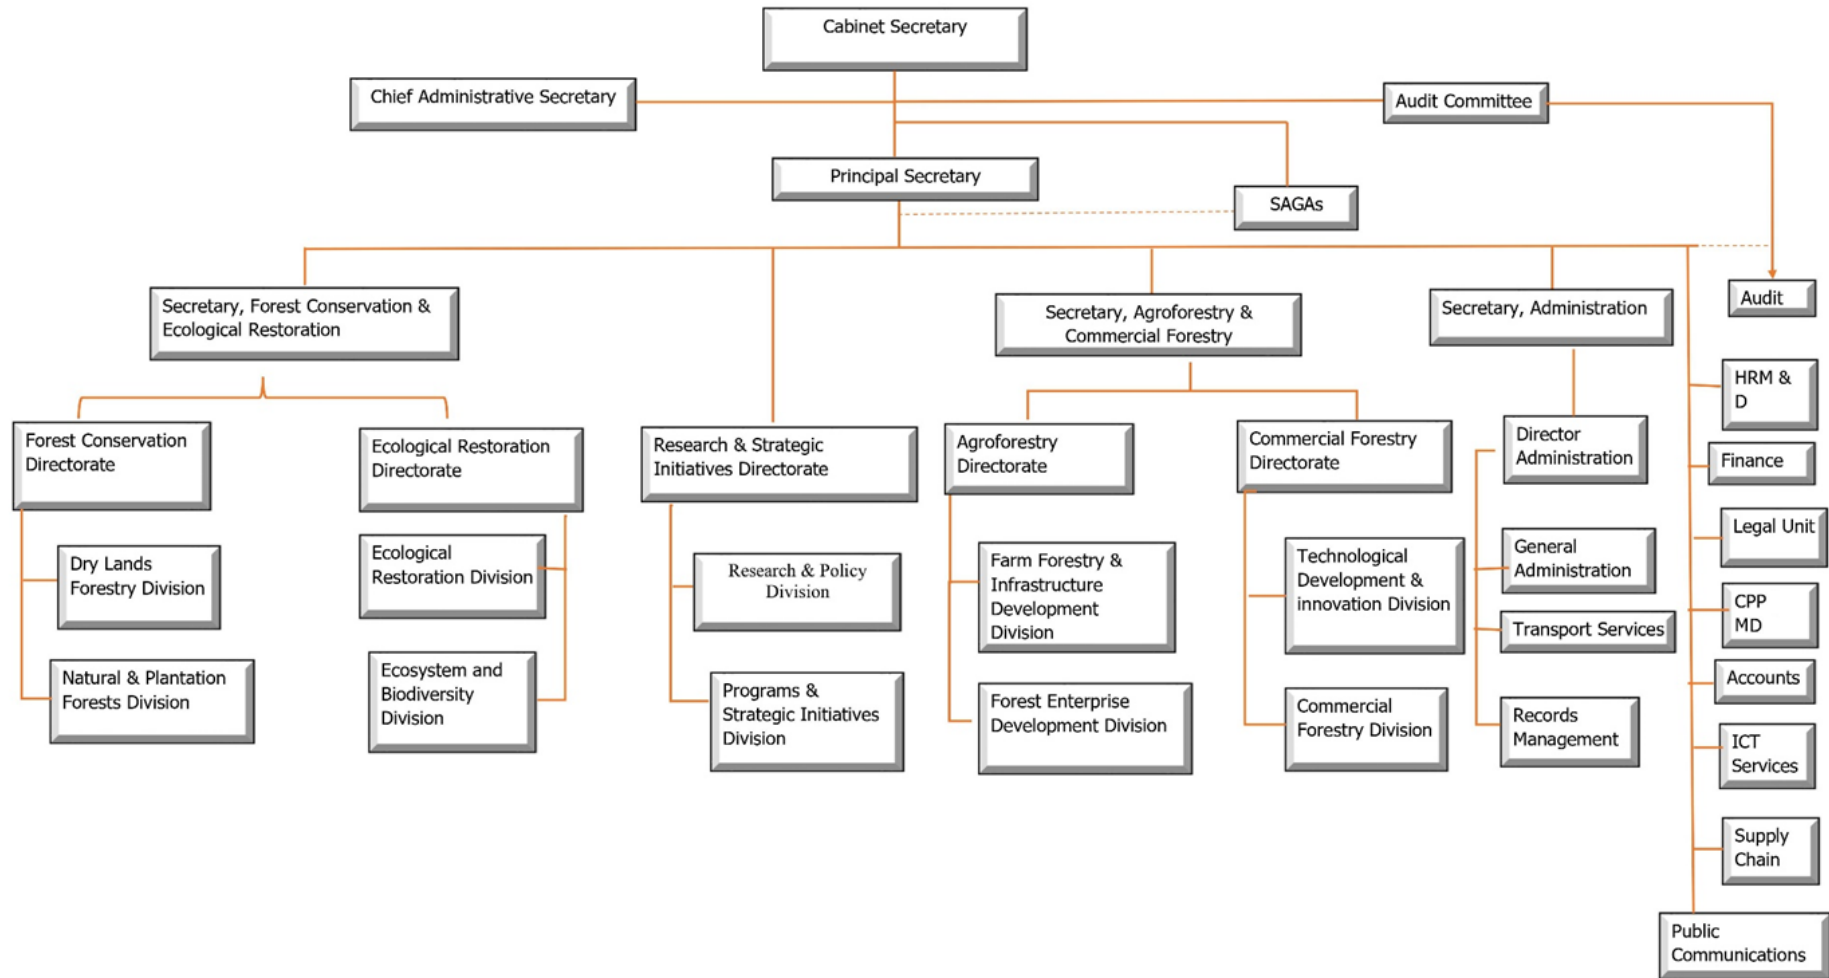 Cabinet Secretary
Chief Administrative Secretary
Audit Committee
Principal Secretary
SAGAs
Secretary, Forest Conservation &
Ecological Restoration
Secretary, Agroforestry &
Commercial Forestry
Secretary, Administration
Audit
HRM &
D
Forest Conservation
Directorate
Ecological Restoration
Directorate
Research & Strategic
Initiatives Directorate
Agroforestry
Directorate
Commercial Forestry
Directorate
Director
Administration
Finance
Legal Unit
Dry Lands
Forestry Division
Ecological
Restoration Division
Research & Policy
Division
Farm Forestry &
Infrastructure
Development
Division
Technological
Development &
innovation Division
General
Administration
Transport Services
CPP
MD
Accounts
Natural & Plantation
Forests Division
Ecosystem and
Biodiversity
Division
Programs &
Strategic Initiatives
Division
Forest Enterprise
Development Division
Commercial
Forestry Division
Records
Management
ICT
Services
Supply
Chain
Public
Communications